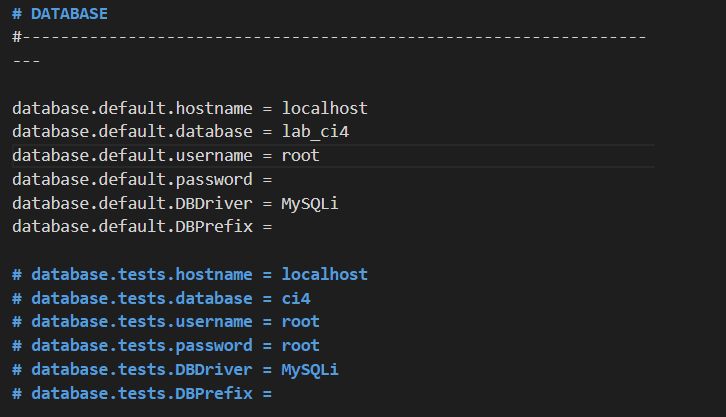 # DATABASE
#-----------------------------------------------------------------
---
database.default.hostname = localhost
database.default.database = lab_ci4
database.default.username = root
database.default.password =
database.default.DBDriver = MySQLi
database.default.DBPrefix =
# database.tests.hostname = localhost
# database.tests.database = ci4
# database.tests.username = root
# database.tests.password = root
# database.tests.DBDriver = MySQLi
# database.tests.DBPrefix =